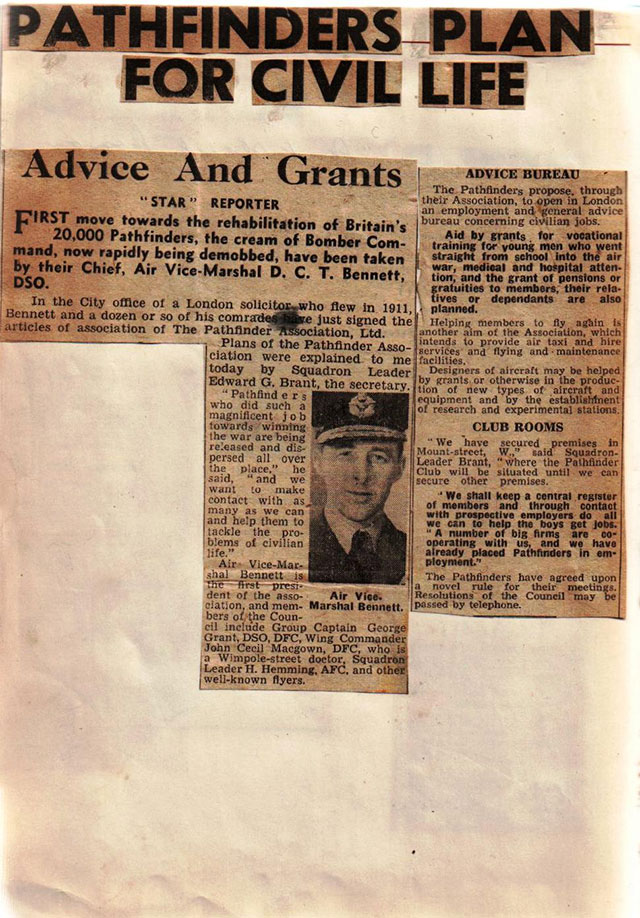 PATHFINDERS PLAN
FOR CIVIL LIFE
Advice And Grants
"STAR" REPORTER
FIRST move towards the rehabilitation of Britain's
20,000 Pathfinders, the cream of Bomber Com-
mand, now rapidly being demobbed, have been taken
by their Chief, Air Vice-Marshal D. C. T. Bennett,
DSO.
In the City office of a London solicitor who flew in 1911,
Bennett and a dozen or so of his comrades have just signed the
articles of association of The Pathfinder Association, Ltd.
Plans of the Pathfinder Asso-
ciation were explained to me
today by Squadron Leader
Edward G. Brant, the secretary.
"Pathfinders
who did such a
magnificent job
towards winning
the war are being
released and dis-
persed all over
the place," he
said, "and we
want to make
contact with as
many as we can
and help them to
tackle the pro-
blems of civilian
life."
Air Vice-Mar-
shal Bennett is
the first presi-
dent of the asso-
ciation, and mem-
bers of the Coun-
cil include Group Captain George
Grant, DSO, DFC, Wing Commander
John Cecil Macgown, DFC, who is
a Wimpole-street doctor, Squadron
Leader H. Hemming, AFC, and other
well-known flyers.
Air Vice-
Marshal Bennett.
ADVICE BUREAU
The Pathfinders propose, through
their Association, to open in London
an employment and general advice
bureau concerning civilian jobs.
Aid by grants for vocational
training for young men who went
straight from school into the air
war, medical and hospital atten-
tion, and the grant of pensions or
gratuities to members, their rela-
tives or dependants are also
planned.
Helping members to fly again is
another aim of the Association, which
intends to provide air taxi and hire
services and flying and maintenance
facilities.
Designers of aircraft may be helped
by grants or otherwise in the produc-
tion of new types of aircraft and
equipment and by the establishment
of research and experimental stations.
CLUB ROOMS
"We have secured premises in
Mount-street, W.," said Squadron-
Leader Brant, "where the Pathfinder
Club will be situated until we can
secure other premises.
"We shall keep a central register
of members and through contact
with prospective employers do all
we can to help the boys get jobs.
"A number of big firms are co-
operating with us, and we have
already placed Pathfinders in em-
ployment."
The Pathfinders have agreed upon
a novel rule for their meetings.
Resolutions of the Council may be
passed by telephone.